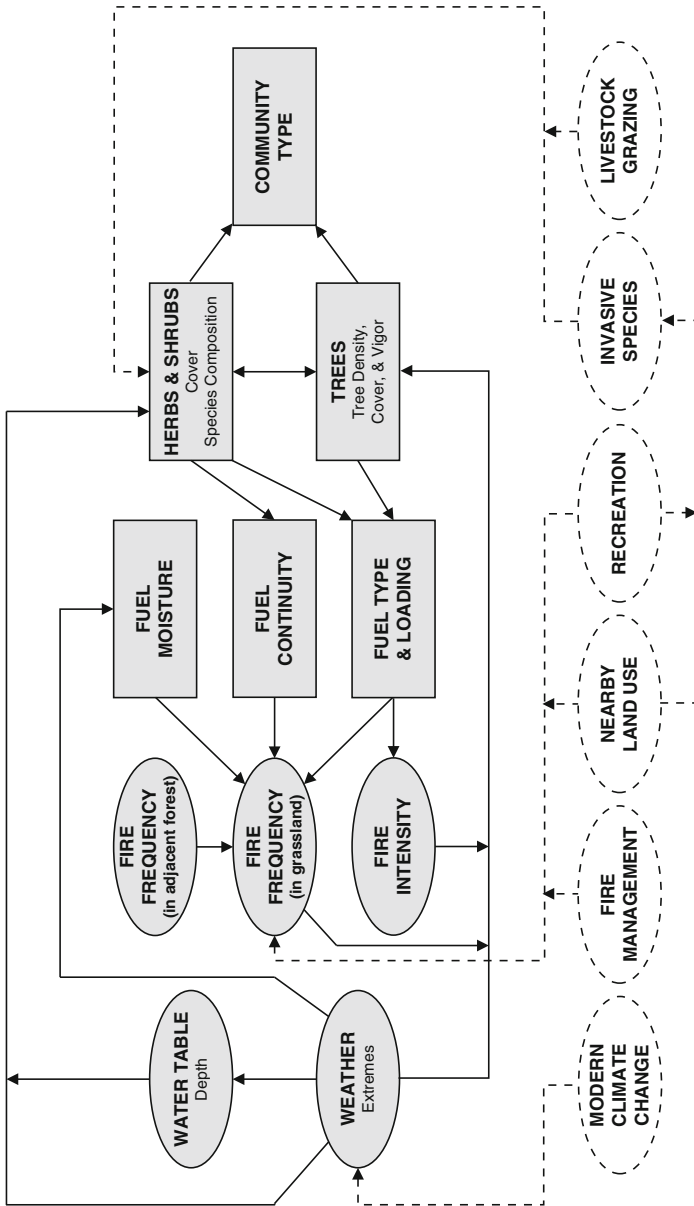 WATER TABLE
Depth
WEATHER
Extremes
FIRE
FREQUENCY
(in adjacent forest)
FIRE
FREQUENCY
(in grassland)
FIRE
INTENSITY
FUEL
MOISTURE
FUEL
CONTINUITY
FUEL TYPE
& LOADING
HERBS & SHRUBS
Cover
Species Composition
TREES
Tree Density,
Cover, & Vigor
COMMUNITY
TYPE
MODERN
CLIMATE
CHANGE
FIRE
MANAGEMENT
NEARBY
LAND USE
RECREATION
INVASIVE
SPECIES
LIVESTOCK
GRAZING